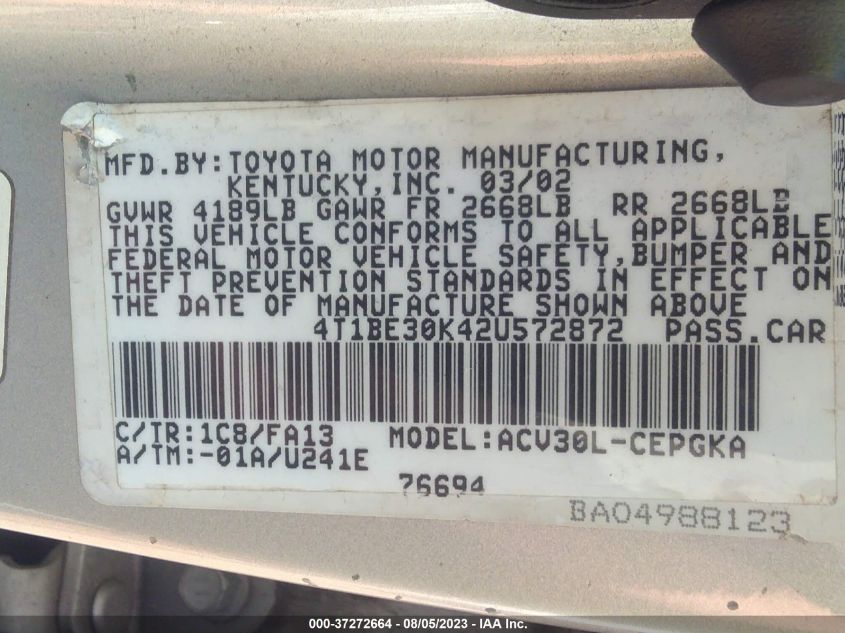 MFD.BY:TOYOTA MOTOR MANUFACTURING,
KENTUCKY,INC. 03/02
GVWR 4189LB GAWR FR 2668LB RR 2668LB
THIS VEHICLE CONFORMS TO ALL APPLICABLE
FEDERAL MOTOR VEHICLE SAFETY,BUMPER AND
THEFT PREVENTION STANDARDS IN EFFECT ON
THE DATE OF MANUFACTURE SHOWN ABOVE
4T1BE30K42U572872 PASS.CAR
C/TR:1C8/FA13 MODEL:ACV30L-CEPGKA
A/TM:-01A/U241E
76694
BA04988123
000-37272664 - 08/05/2023 - IAA Inc.